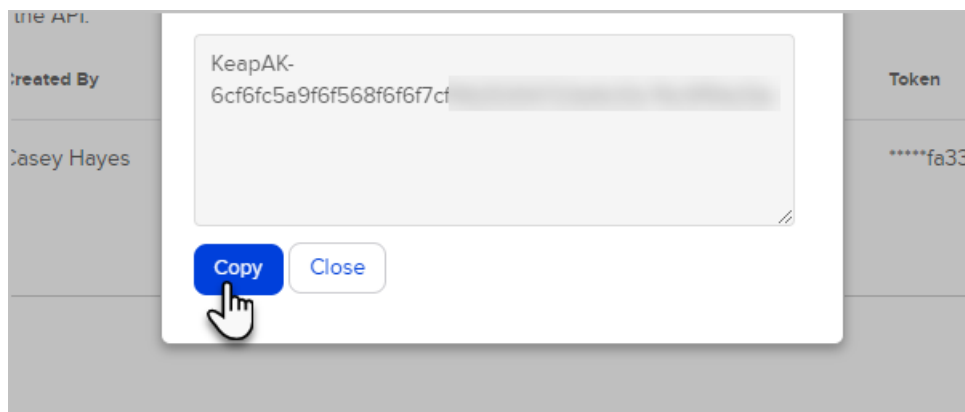 the API.
Created By
Token
KeapAK-
6cf6fc5a9f6f568f6f6f7cf
Casey Hayes
*****fa33
Copy
Close